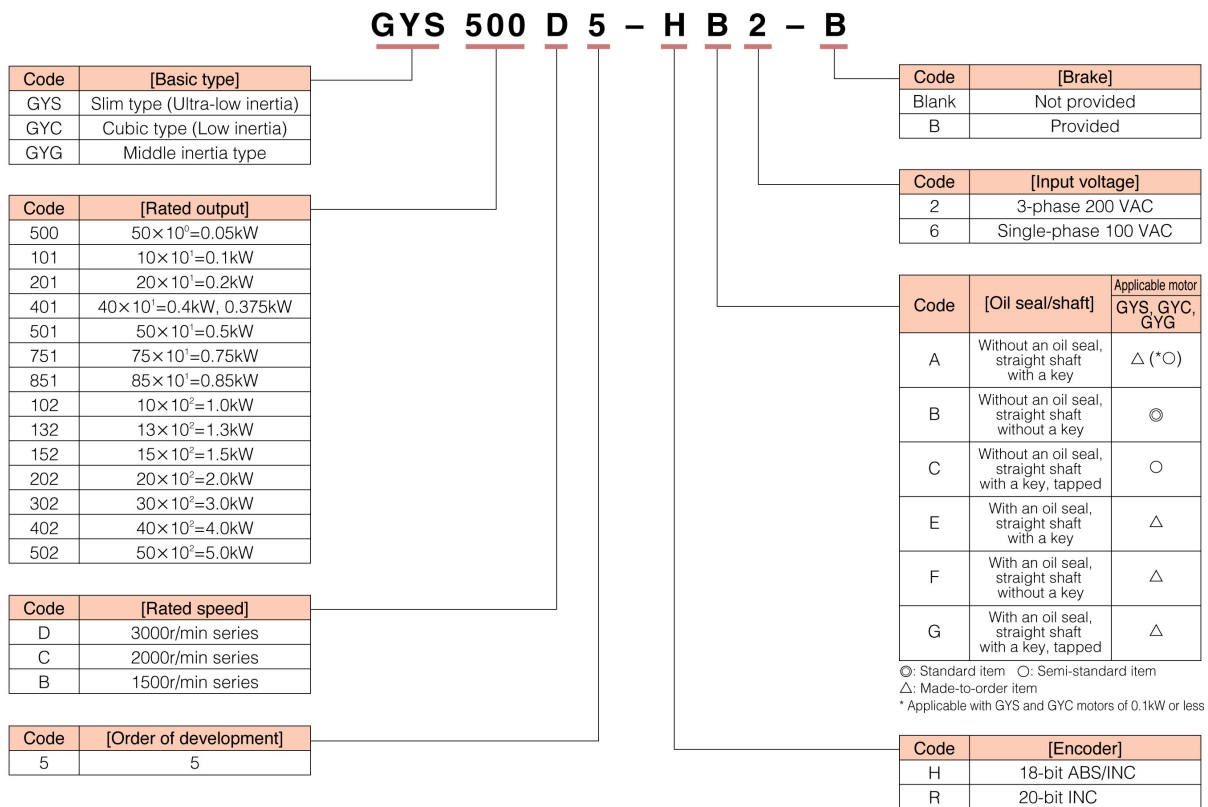 GYS 500 D 5 – H B 2 – B
Code [Basic type]
GYS Slim type (Ultra-low inertia)
GYC Cubic type (Low inertia)
GYG Middle inertia type
Code [Rated output]
500 50×10⁰=0.05kW
101 10×10¹=0.1kW
201 20×10¹=0.2kW
401 40×10¹=0.4kW, 0.375kW
501 50×10¹=0.5kW
751 75×10¹=0.75kW
851 85×10¹=0.85kW
102 10×10²=1.0kW
132 13×10²=1.3kW
152 15×10²=1.5kW
202 20×10²=2.0kW
302 30×10²=3.0kW
402 40×10²=4.0kW
502 50×10²=5.0kW
Code [Rated speed]
D 3000r/min series
C 2000r/min series
B 1500r/min series
Code [Order of development]
5 5
Code [Brake]
Blank Not provided
B Provided
Code [Input voltage]
2 3-phase 200 VAC
6 Single-phase 100 VAC
Code [Oil seal/shaft] Applicable motor
GYS, GYC,
GYG
A Without an oil seal,
straight shaft
with a key
△ (*○)
B Without an oil seal,
straight shaft
without a key
◎
C Without an oil seal,
straight shaft
with a key, tapped
○
E With an oil seal,
straight shaft
with a key
△
F With an oil seal,
straight shaft
without a key
△
G With an oil seal,
straight shaft
with a key, tapped
△
◎: Standard item ○: Semi-standard item
△: Made-to-order item
* Applicable with GYS and GYC motors of 0.1kW or less
Code [Encoder]
H 18-bit ABS/INC
R 20-bit INC